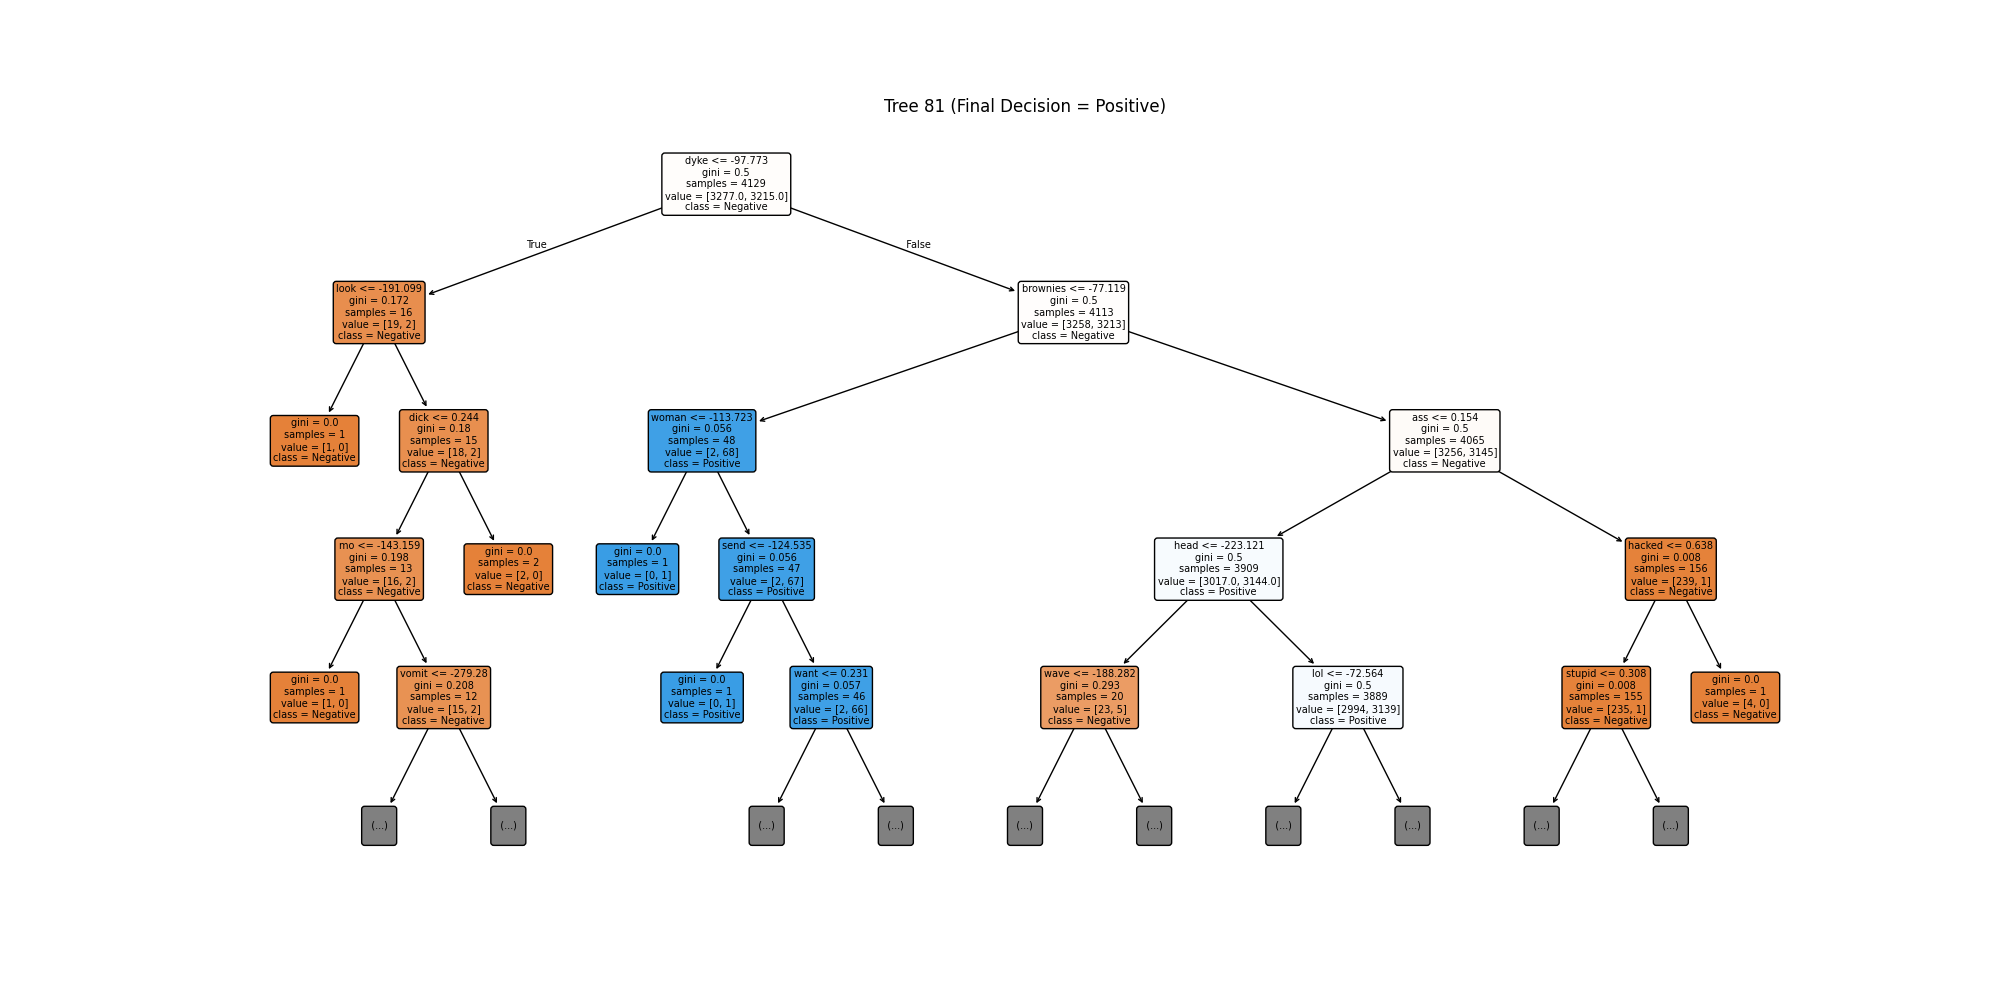 Tree 81 (Final Decision = Positive)
dyke <= -97.773
gini = 0.5
samples = 4129
value = [3277.0, 3215.0]
class = Negative
True
False
look <= -191.099
gini = 0.172
samples = 16
value = [19, 2]
class = Negative
brownies <= -77.119
gini = 0.5
samples = 4113
value = [3258, 3213]
class = Negative
gini = 0.0
samples = 1
value = [1, 0]
class = Negative
dick <= 0.244
gini = 0.18
samples = 15
value = [18, 2]
class = Negative
woman <= -113.723
gini = 0.056
samples = 48
value = [2, 68]
class = Positive
ass <= 0.154
gini = 0.5
samples = 4065
value = [3256, 3145]
class = Negative
mo <= -143.159
gini = 0.198
samples = 13
value = [16, 2]
class = Negative
gini = 0.0
samples = 2
value = [2, 0]
class = Negative
gini = 0.0
samples = 1
value = [0, 1]
class = Positive
send <= -124.535
gini = 0.056
samples = 47
value = [2, 67]
class = Positive
head <= -223.121
gini = 0.5
samples = 3909
value = [3017.0, 3144.0]
class = Positive
hacked <= 0.638
gini = 0.008
samples = 156
value = [239, 1]
class = Negative
gini = 0.0
samples = 1
value = [1, 0]
class = Negative
vomit <= -279.28
gini = 0.208
samples = 12
value = [15, 2]
class = Negative
gini = 0.0
samples = 1
value = [0, 1]
class = Positive
want <= 0.231
gini = 0.057
samples = 46
value = [2, 66]
class = Positive
wave <= -188.282
gini = 0.293
samples = 20
value = [23, 5]
class = Negative
lol <= -72.564
gini = 0.5
samples = 3889
value = [2994, 3139]
class = Positive
stupid <= 0.308
gini = 0.008
samples = 155
value = [235, 1]
class = Negative
gini = 0.0
samples = 1
value = [4, 0]
class = Negative
(...)
(...)
(...)
(...)
(...)
(...)
(...)
(...)
(...)
(...)